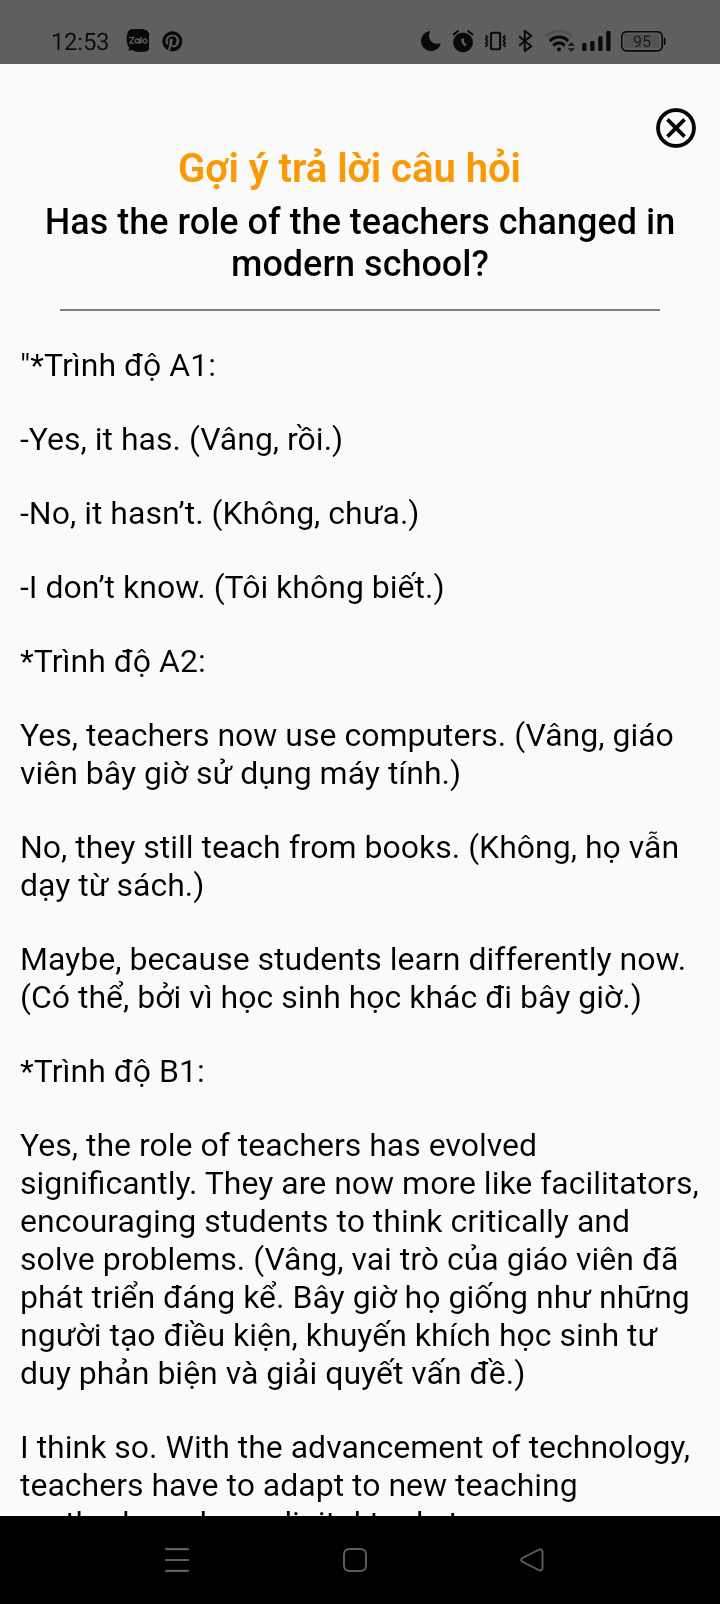 12:53 Zalo 95
Gợi ý trả lời câu hỏi
Has the role of the teachers changed in
modern school?
"*Trình độ A1:
-Yes, it has. (Vâng, rồi.)
-No, it hasn't. (Không, chưa.)
-I don't know. (Tôi không biết.)
*Trình độ A2:
Yes, teachers now use computers. (Vâng, giáo
viên bây giờ sử dụng máy tính.)
No, they still teach from books. (Không, họ vẫn
dạy từ sách.)
Maybe, because students learn differently now.
(Có thể, bởi vì học sinh học khác đi bây giờ.)
*Trình độ B1:
Yes, the role of teachers has evolved
significantly. They are now more like facilitators,
encouraging students to think critically and
solve problems. (Vâng, vai trò của giáo viên đã
phát triển đáng kể. Bây giờ họ giống như những
người tạo điều kiện, khuyến khích học sinh tư
duy phản biện và giải quyết vấn đề.)
I think so. With the advancement of technology,
teachers have to adapt to new teaching